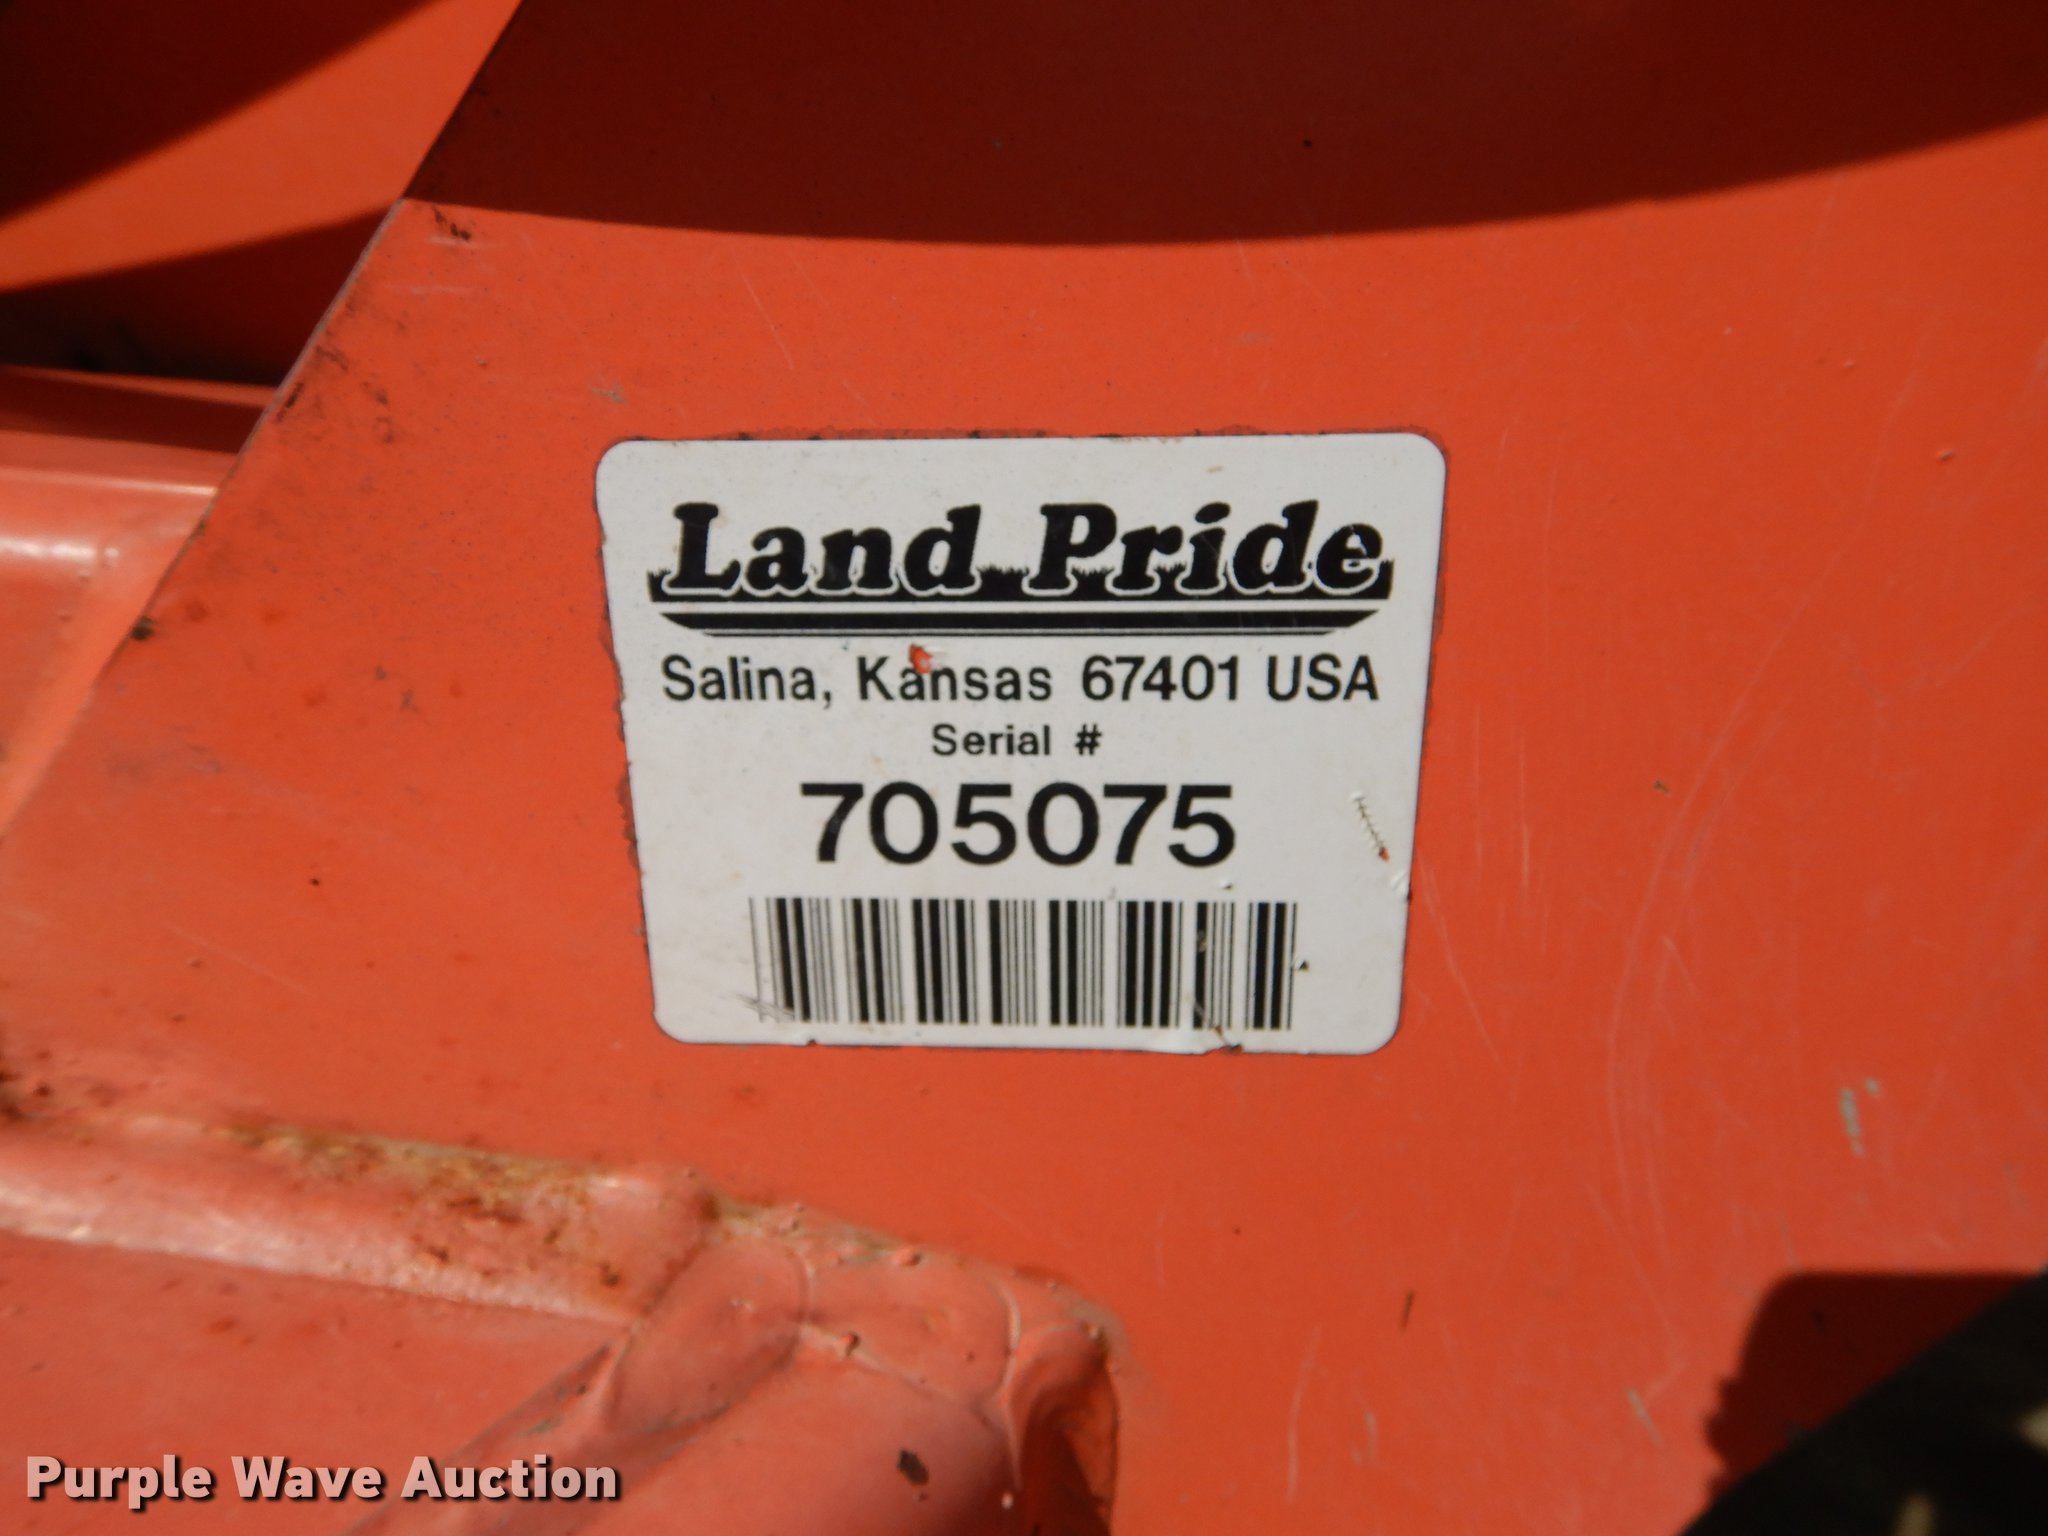 Land Pride
Salina, Kansas 67401 USA
Serial #
705075
Purple Wave Auction